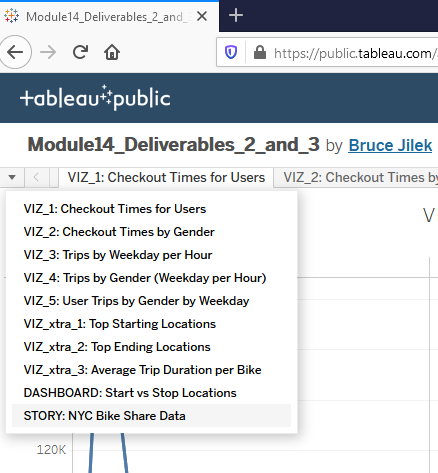 Module14_Deliverables_2_and_
https://public.tableau.com/
tableau public
Module14_Deliverables_2_and_3 by Bruce Jilek
VIZ_1: Checkout Times for Users
VIZ_2: Checkout Times by
V
VIZ_1: Checkout Times for Users
VIZ_2: Checkout Times by Gender
VIZ_3: Trips by Weekday per Hour
VIZ_4: Trips by Gender (Weekday per Hour)
VIZ_5: User Trips by Gender by Weekday
VIZ_xtra_1: Top Starting Locations
VIZ_xtra_2: Top Ending Locations
VIZ_xtra_3: Average Trip Duration per Bike
DASHBOARD: Start vs Stop Locations
STORY: NYC Bike Share Data
120K